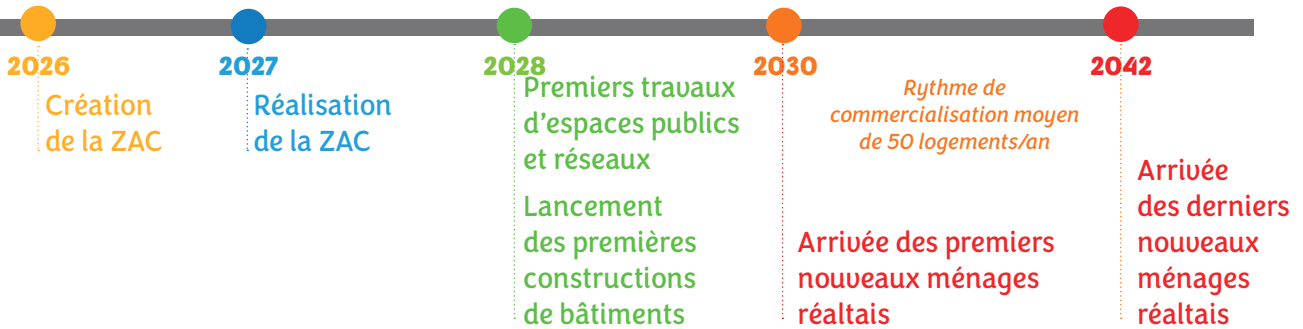 2026
Création
de la ZAC
2027
Réalisation
de la ZAC
2028
Premiers travaux
d'espaces publics
et réseaux
Lancement
des premières
constructions
de bâtiments
2030
Rythme de
commercialisation moyen
de 50 logements/an
Arrivée des premiers
nouveaux ménages
réaltais
2042
Arrivée
des derniers
nouveaux
ménages
réaltais